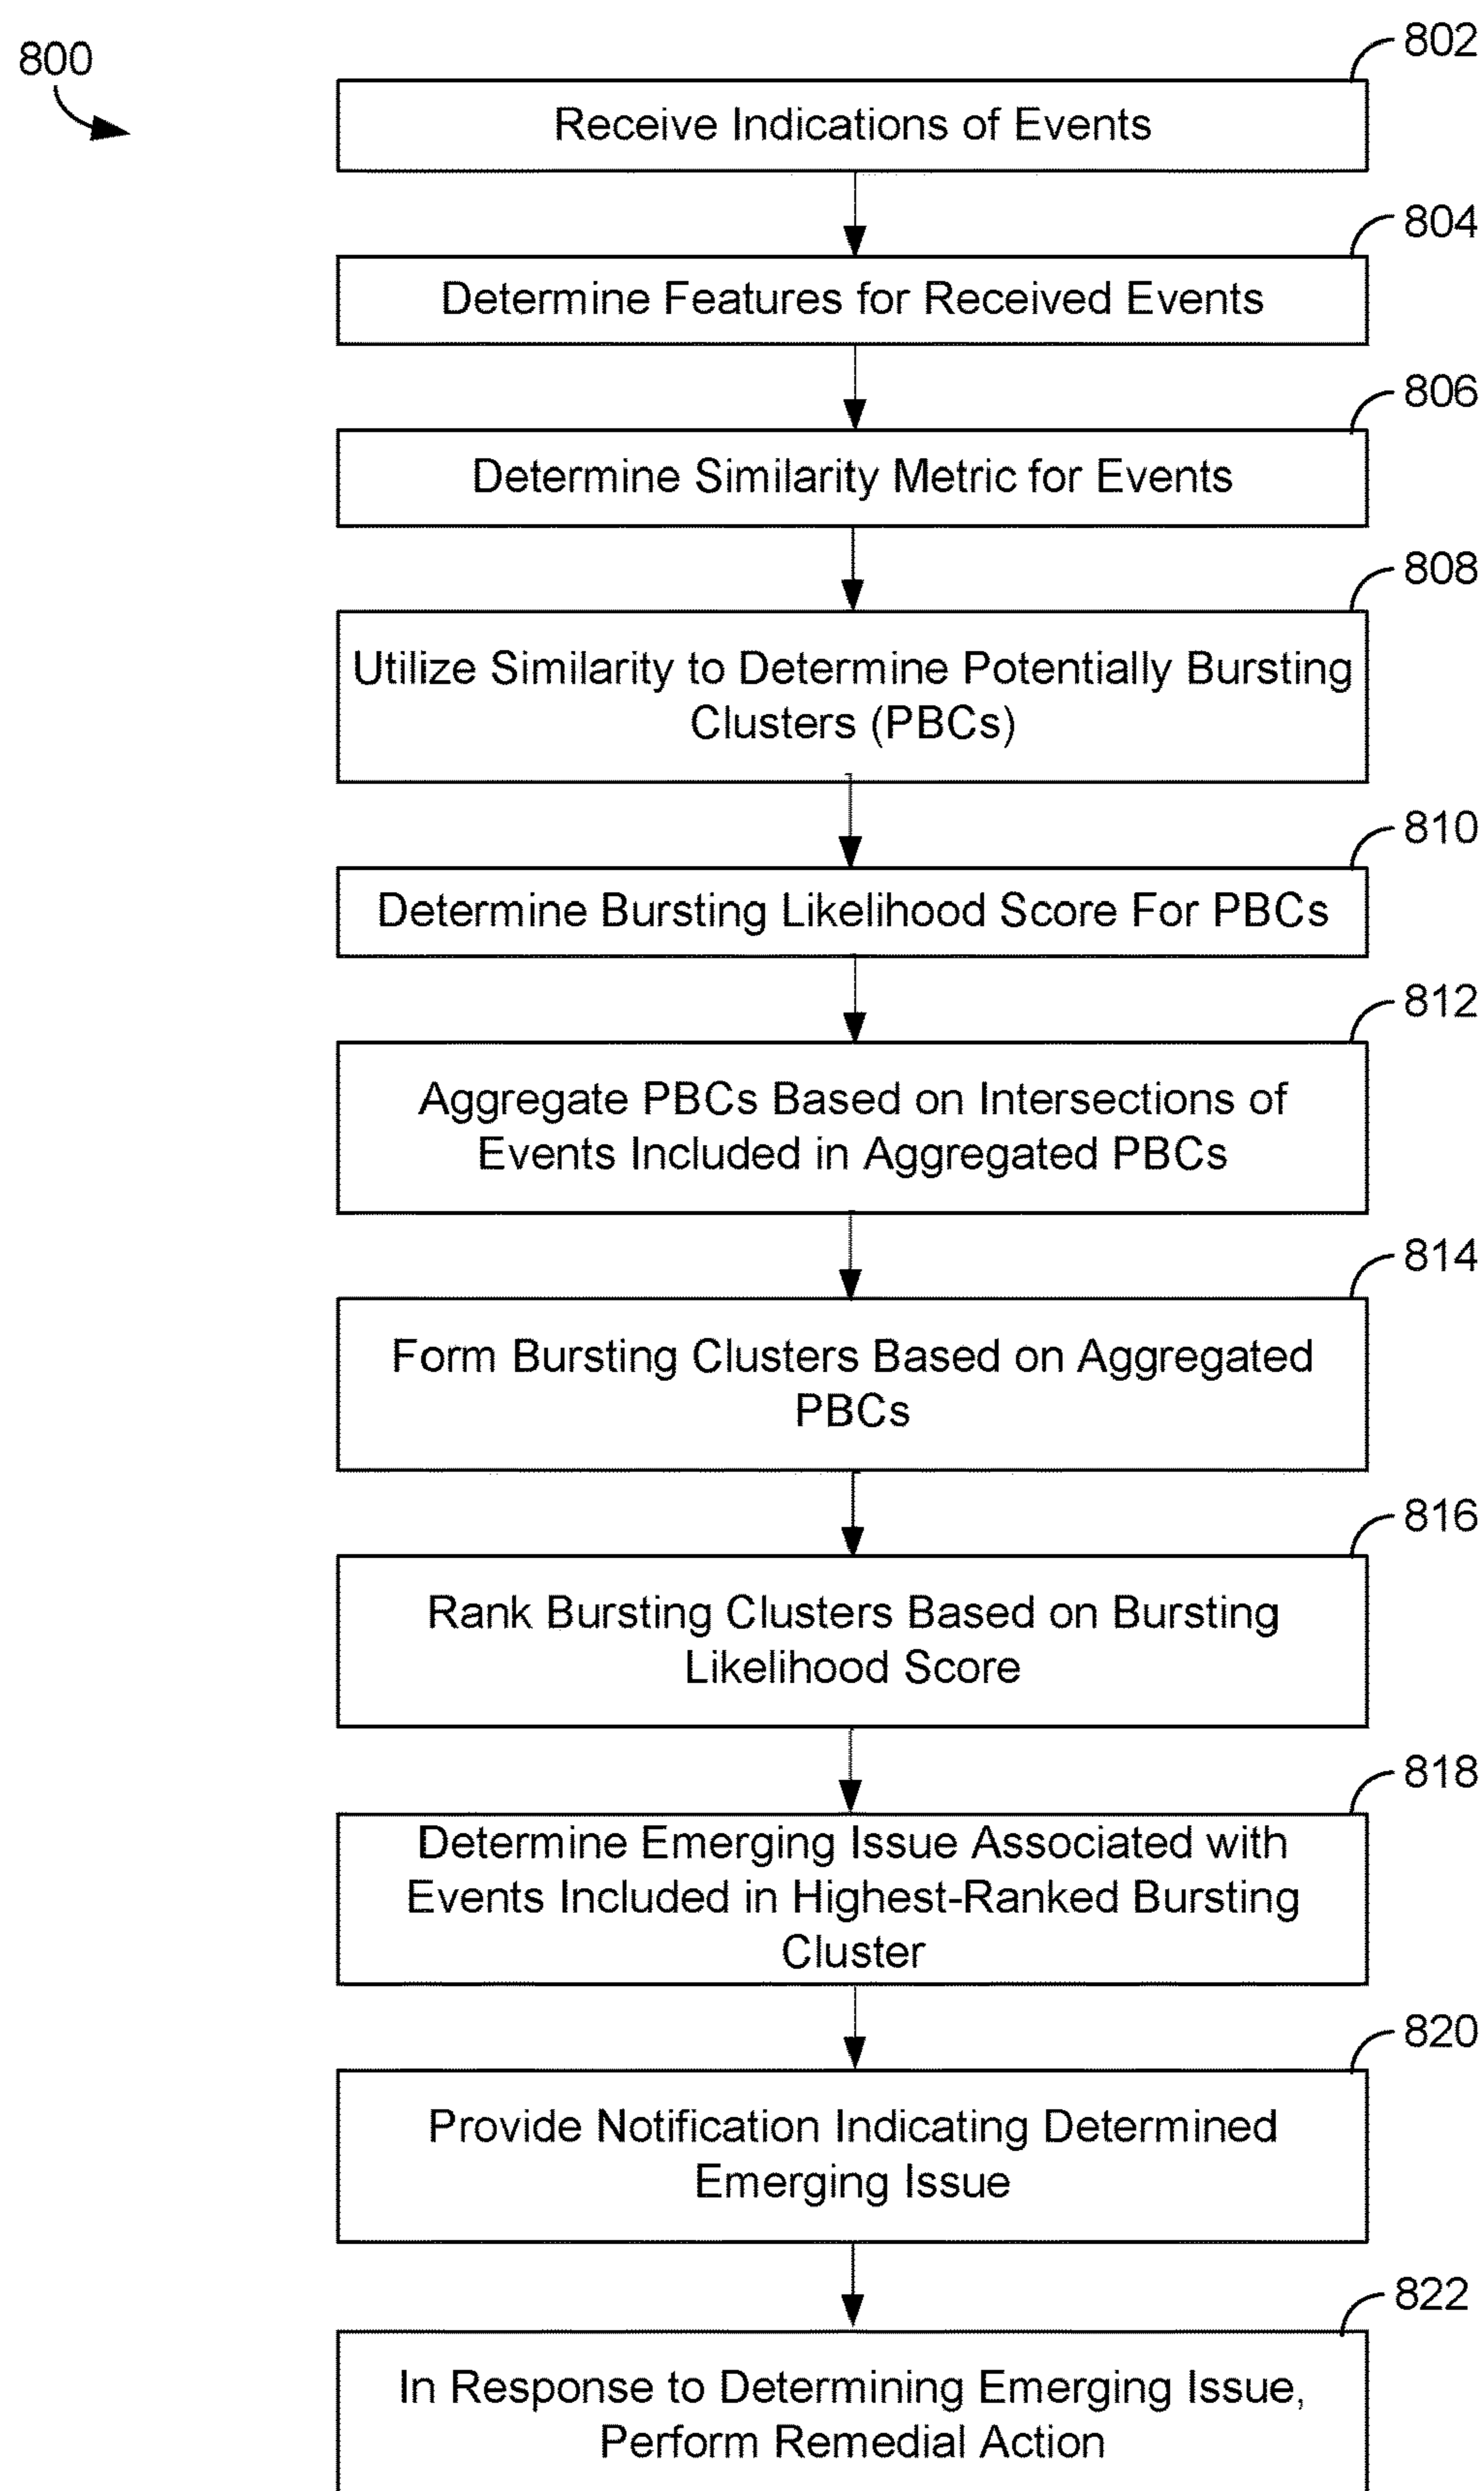 800
802
Receive Indications of Events
804
Determine Features for Received Events
806
Determine Similarity Metric for Events
808
Utilize Similarity to Determine Potentially Bursting
Clusters (PBCs)
810
Determine Bursting Likelihood Score For PBCs
812
Aggregate PBCs Based on Intersections of
Events Included in Aggregated PBCs
814
Form Bursting Clusters Based on Aggregated
PBCs
816
Rank Bursting Clusters Based on Bursting
Likelihood Score
818
Determine Emerging Issue Associated with
Events Included in Highest-Ranked Bursting
Cluster
820
Provide Notification Indicating Determined
Emerging Issue
822
In Response to Determining Emerging Issue,
Perform Remedial Action